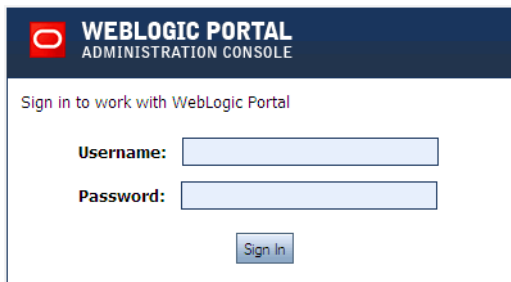 WEBLOGIC PORTAL
ADMINISTRATION CONSOLE
Sign in to work with WebLogic Portal
Username:
Password:
Sign In